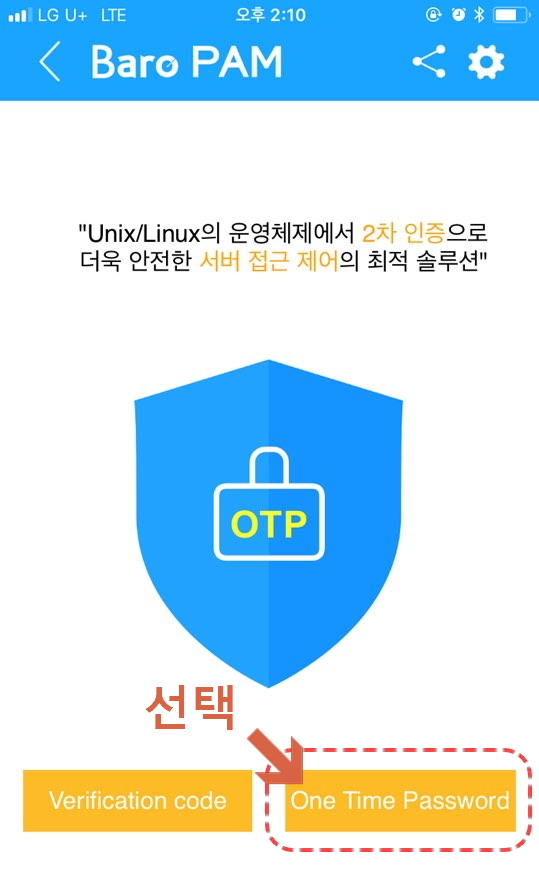 LG U+ LTE 오후 2:10
Baro PAM
"Unix/Linux의 운영체제에서 2차 인증으로
더욱 안전한 서버 접근 제어의 최적 솔루션"
OTP
선택
Verification code
One Time Password